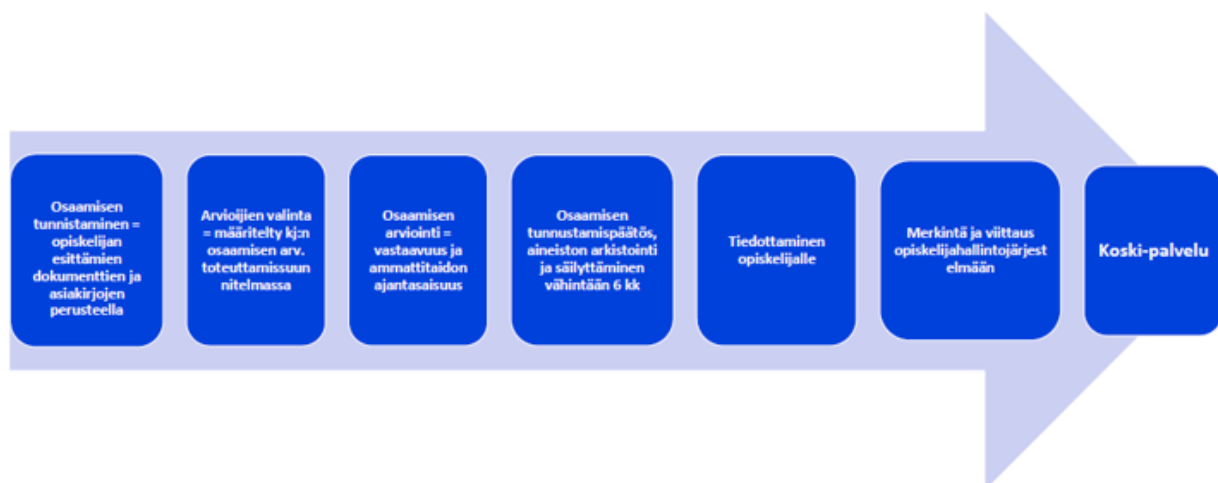 Osaamisen
tunnistaminen =
opiskelijan
esittämien
dokumenttien ja
asiakirjojen
perusteella
Arvioijien valinta
= määritelty kj:n
osaamisen arv.
toteuttamissuun
nitelmassa
Osaamisen
arviointi =
vastaavuus ja
ammattitaidon
ajantasaisuus
Osaamisen
tunnustamispäätös,
aineiston arkistointi
ja säilyttäminen
vähintään 6 kk
Tiedottaminen
opiskelijalle
Merkintä ja viittaus
opiskelijahallintojärjest
elmään
Koski-palvelu